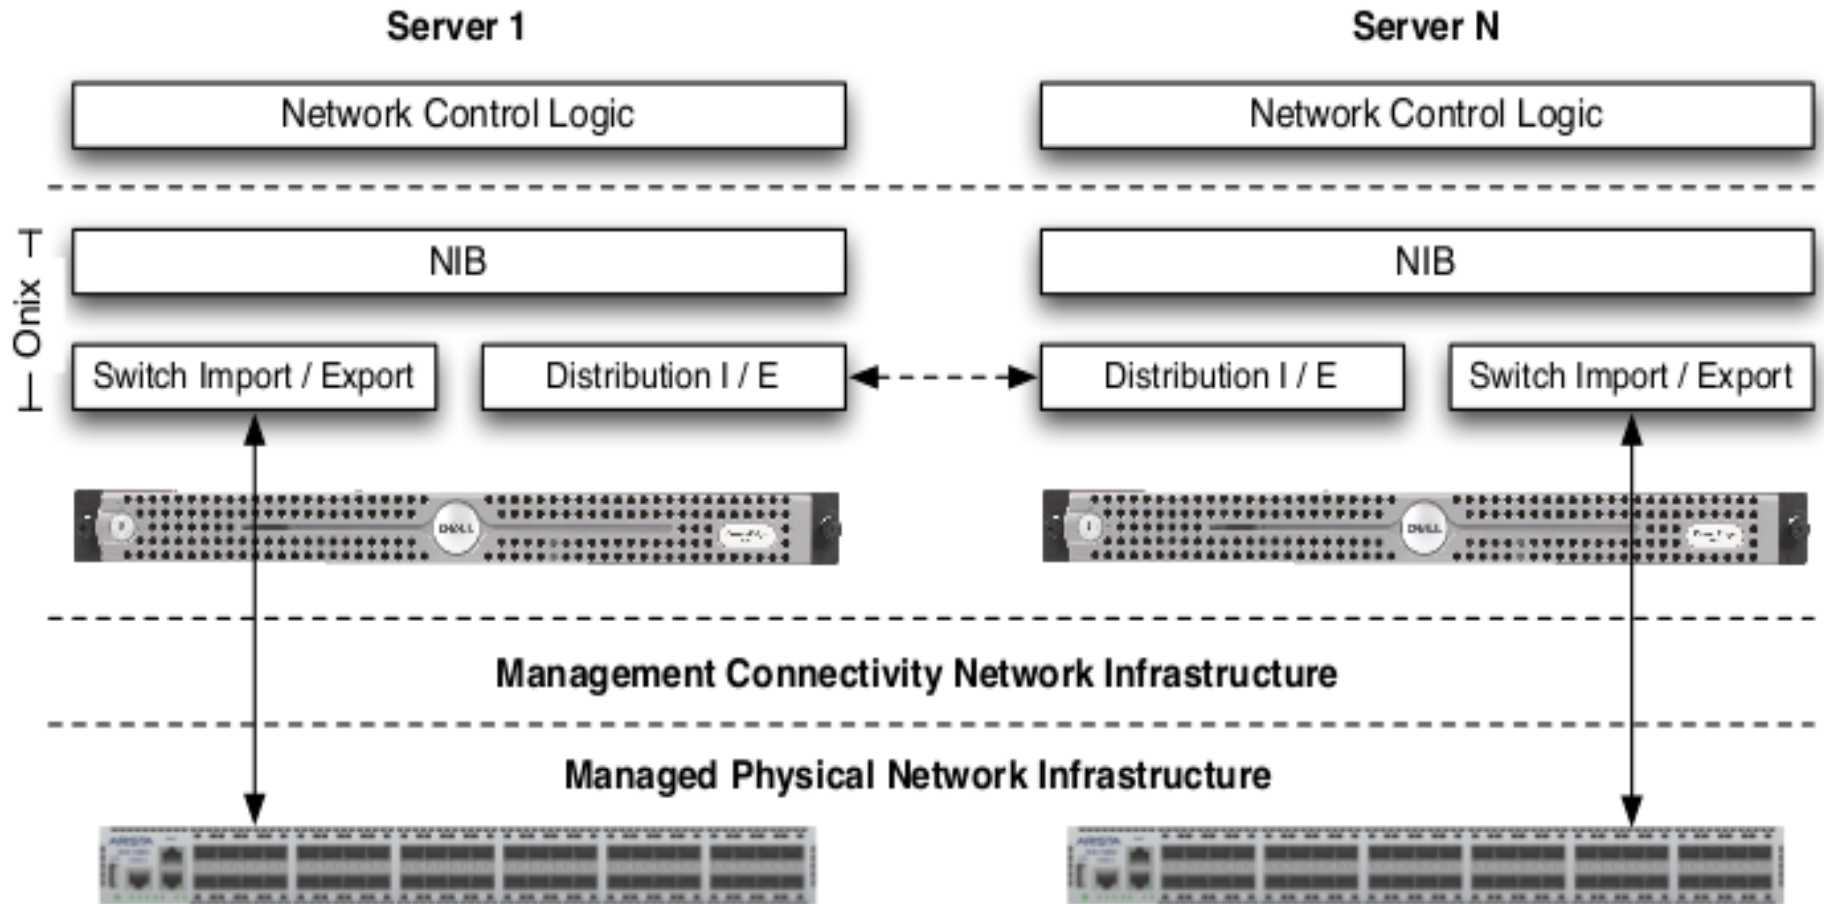 Server 1
Server N
Network Control Logic
Network Control Logic
Onix
NIB
NIB
Switch Import / Export
Distribution I / E
Distribution I / E
Switch Import / Export
DELL
DELL
Management Connectivity Network Infrastructure
Managed Physical Network Infrastructure
ARISTA
ARISTA